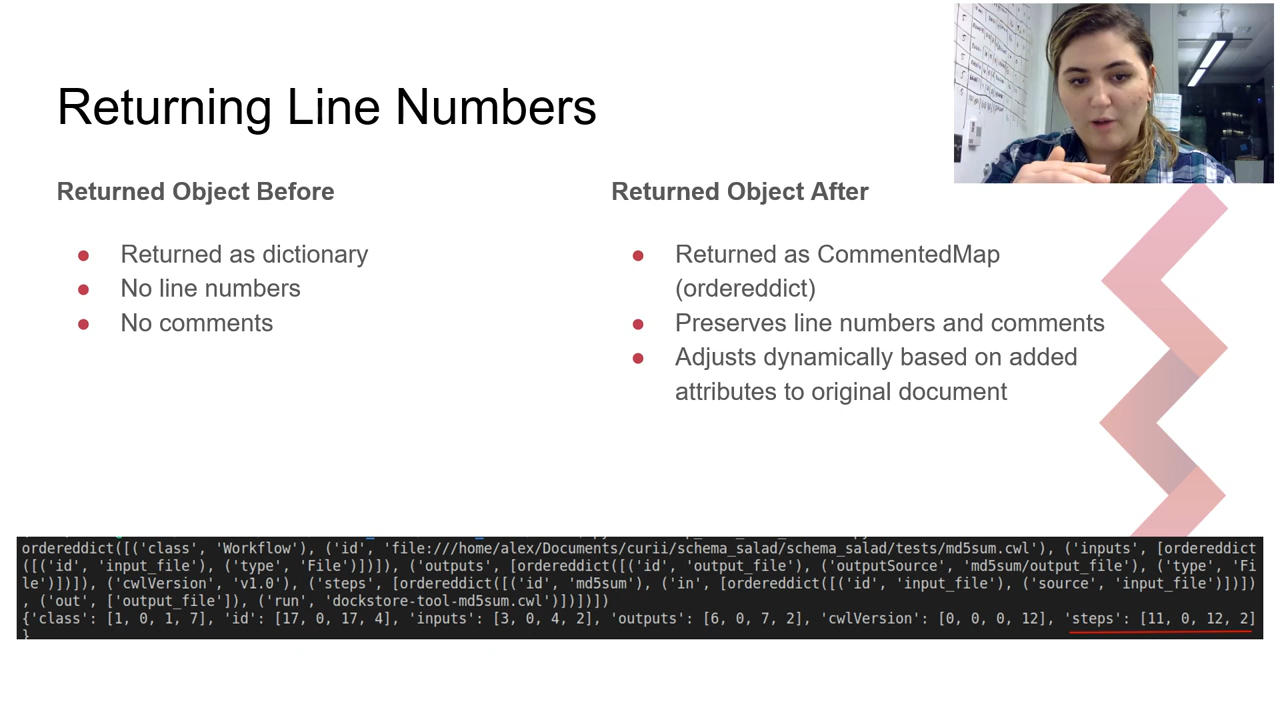 Returning Line Numbers
Returned Object Before
● Returned as dictionary
● No line numbers
● No comments
Returned Object After
● Returned as CommentedMap
(ordereddict)
● Preserves line numbers and comments
● Adjusts dynamically based on added
attributes to original document
ordereddict([('class', 'Workflow'), ('id', 'file:///home/alex/Documents/curii/schema_salad/schema_salad/tests/md5sum.cwl'), ('inputs', [ordereddict
([('id', 'input_file'), ('type', 'File')])]), ('outputs', [ordereddict([('id', 'output_file'), ('outputSource', 'md5sum/output_file'), ('type', 'Fi
le')])]), ('cwlVersion', 'v1.0'), ('steps', [ordereddict([('id', 'md5sum'), ('in', [ordereddict([('id', 'input_file'), ('source', 'input_file')])])
, ('out', ['output_file']), ('run', 'dockstore-tool-md5sum.cwl')])])])
{'class': [1, 0, 1, 7], 'id': [17, 0, 17, 4], 'inputs': [3, 0, 4, 2], 'outputs': [6, 0, 7, 2], 'cwlVersion': [0, 0, 0, 12], 'steps': [11, 0, 12, 2]
}